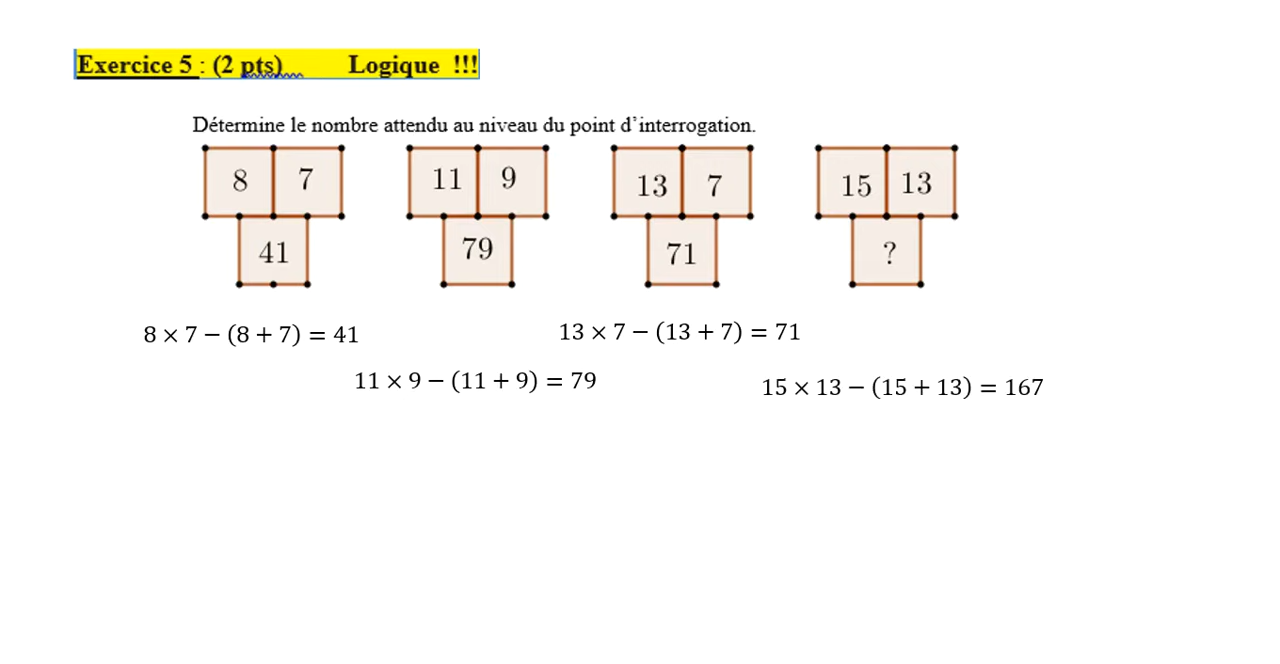 Exercice 5 : (2 pts) Logique !!!
Détermine le nombre attendu au niveau du point d'interrogation.
8 7 11 9 13 7 15 13
41 79 71 ?
8 × 7 − (8 + 7) = 41 13 × 7 − (13 + 7) = 71
11 × 9 − (11 + 9) = 79 15 × 13 − (15 + 13) = 167